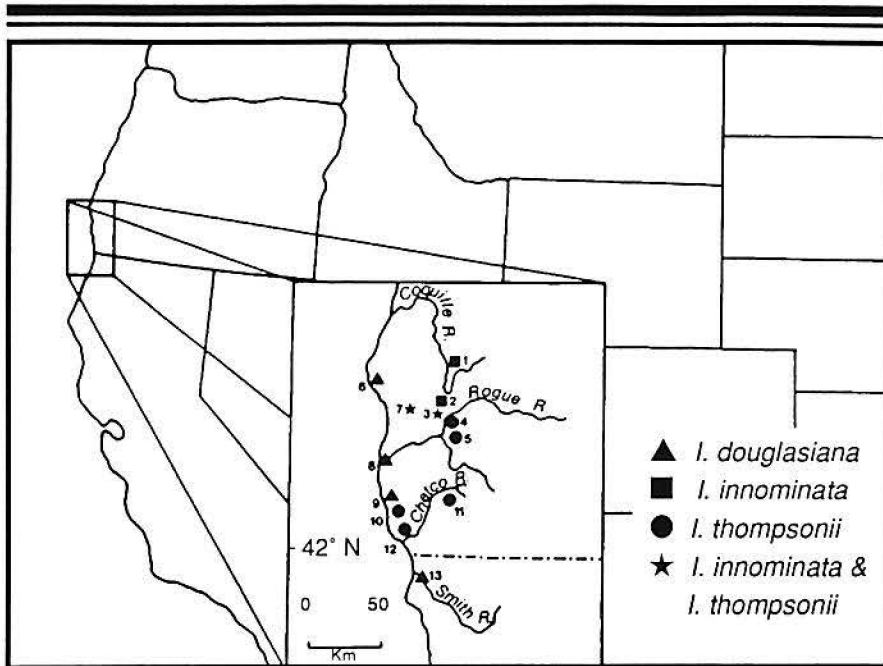 Coquille R.
1
6
2
Rogue R
7
3
4
5
8
I. douglasiana
I. innominata
9
Chetco R.
11
10
I. thompsonii
12
42° N
I. innominata &
I. thompsonii
13
Smith R.
0 50
Km